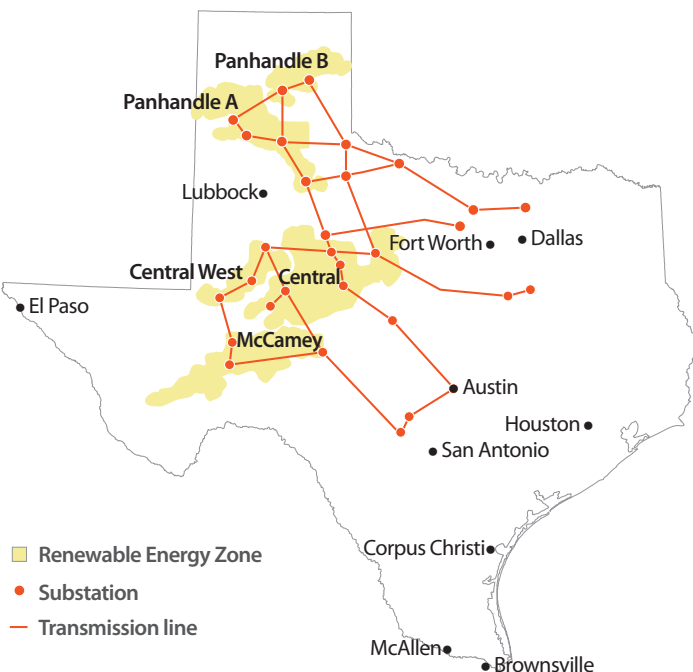 Panhandle B
Panhandle A
Lubbock
Fort Worth
Dallas
Central West
Central
El Paso
McCamey
Austin
Houston
San Antonio
Corpus Christi
Renewable Energy Zone
Substation
Transmission line
McAllen
Brownsville